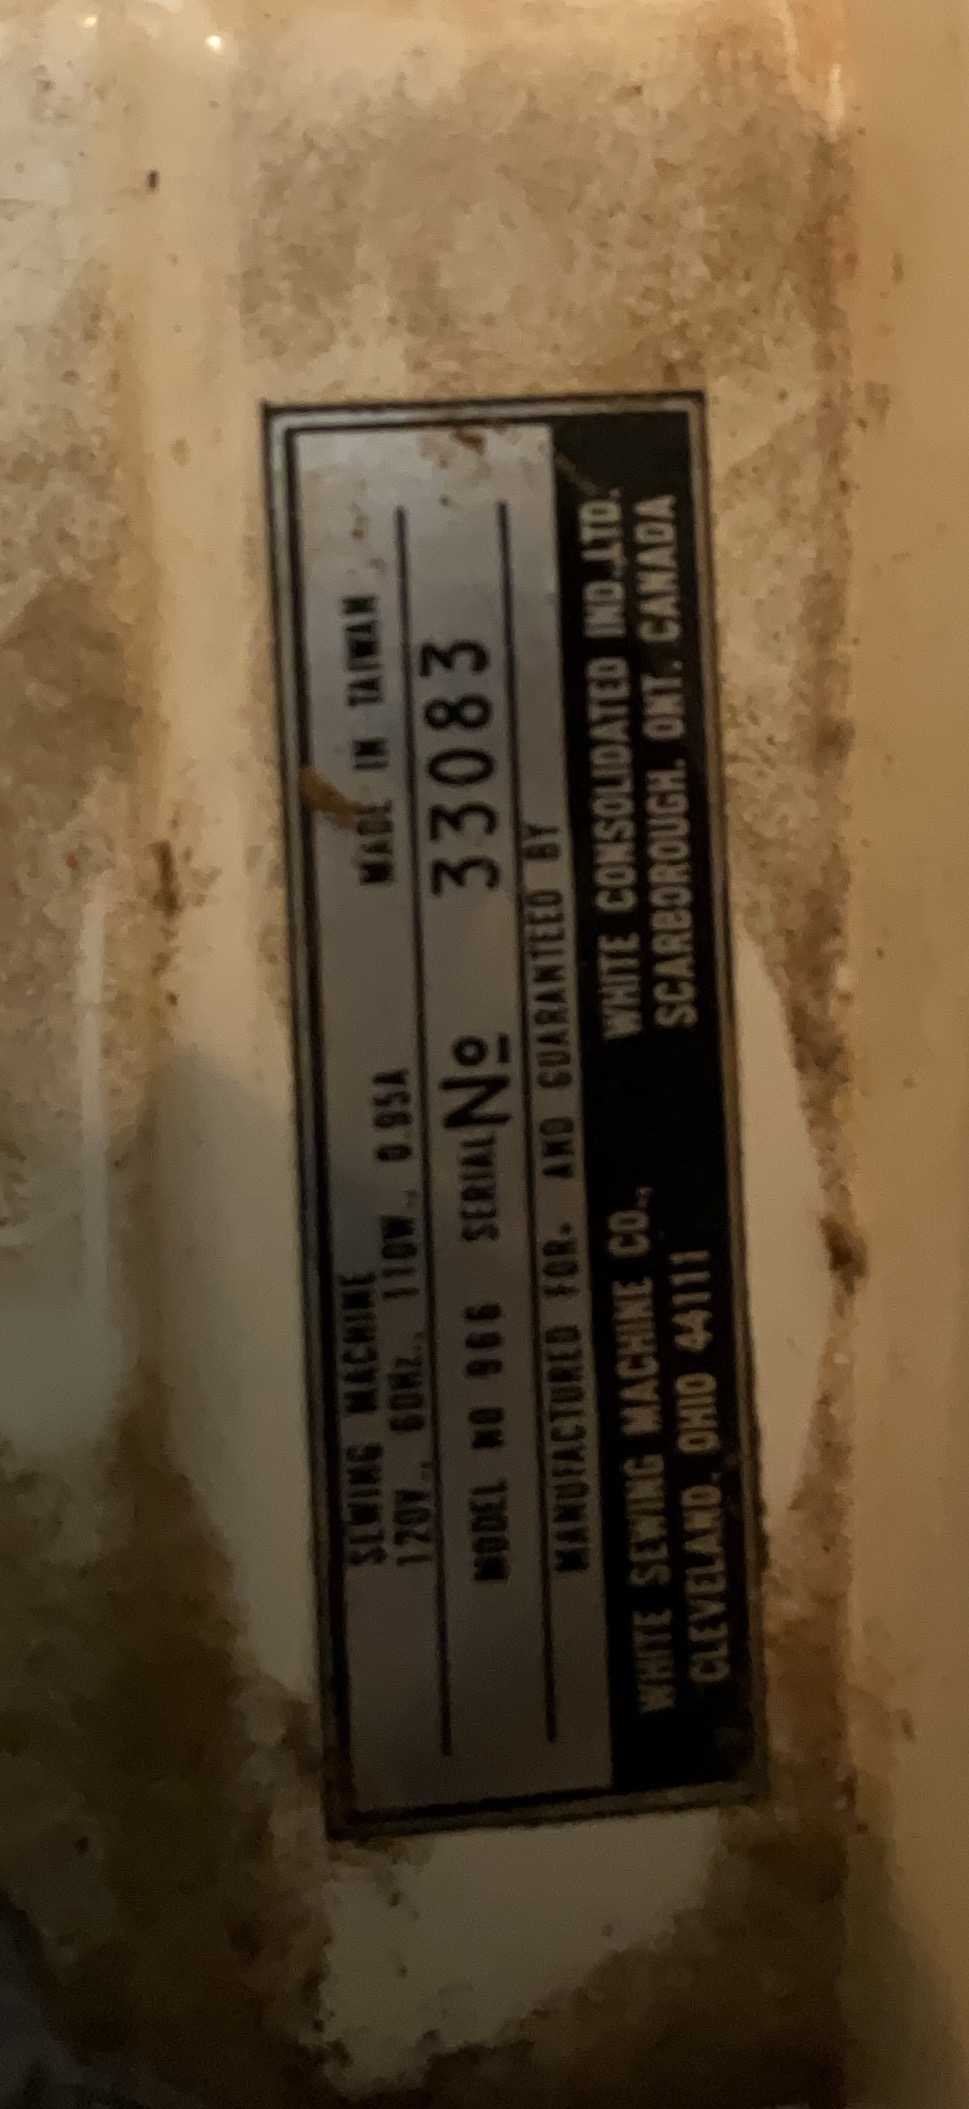 SEWING MACHINE MADE IN TAIWAN
120V., 60Hz., 110W., 0.95A
MODEL NO 966 SERIAL No 33083
MANUFACTURED FOR. AND GUARANTEED BY
WHITE SEWING MACHINE CO., WHITE CONSOLIDATED IND.,LTD.
CLEVELAND, OHIO 44111 SCARBOROUGH. ONT. CANADA